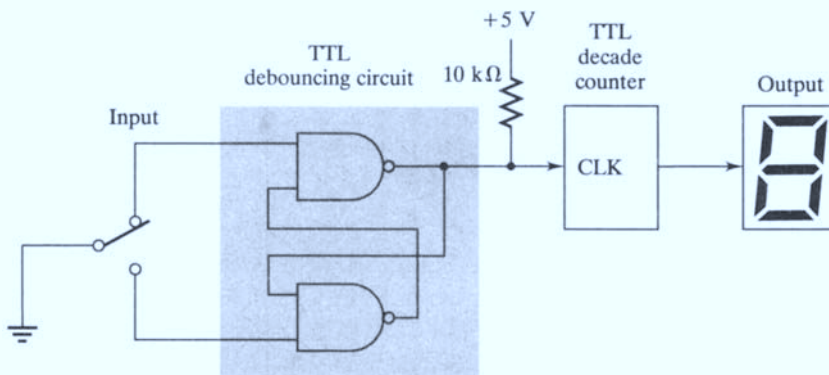 +5 V
TTL
debouncing circuit
10 kΩ
TTL
decade
counter
Output
Input
CLK